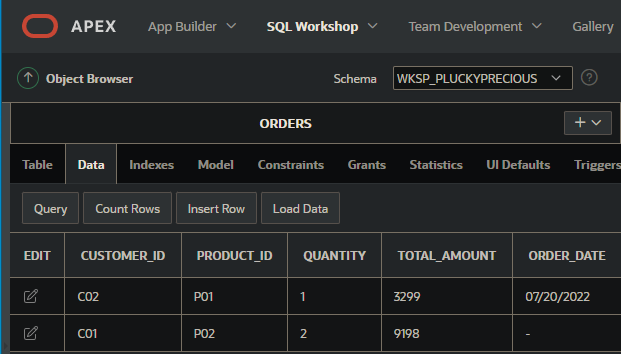 APEX App Builder SQL Workshop Team Development Gallery
Object Browser Schema WKSP_PLUCKYPRECIOUS ?
ORDERS +
Table Data Indexes Model Constraints Grants Statistics UI Defaults Triggers
Query Count Rows Insert Row Load Data
EDIT CUSTOMER_ID PRODUCT_ID QUANTITY TOTAL_AMOUNT ORDER_DATE
C02 P01 1 3299 07/20/2022
C01 P02 2 9198 -